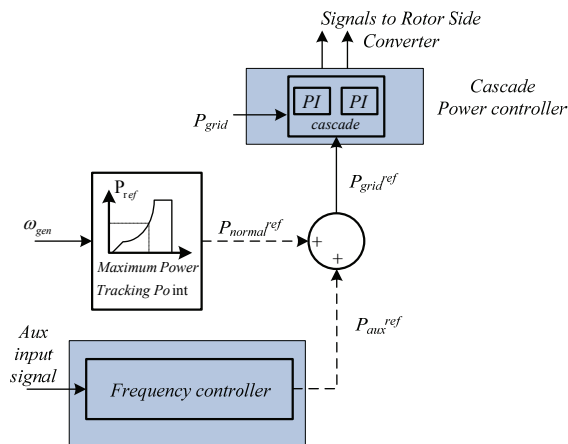 Signals to Rotor Side
Converter
PI PI
cascade
Cascade
Power controller
P_grid
P_grid^ref
P_ref
ω_gen
P_normal^ref
+
+
Maximum Power
Tracking Po int
P_aux^ref
Aux
input
signal
Frequency controller